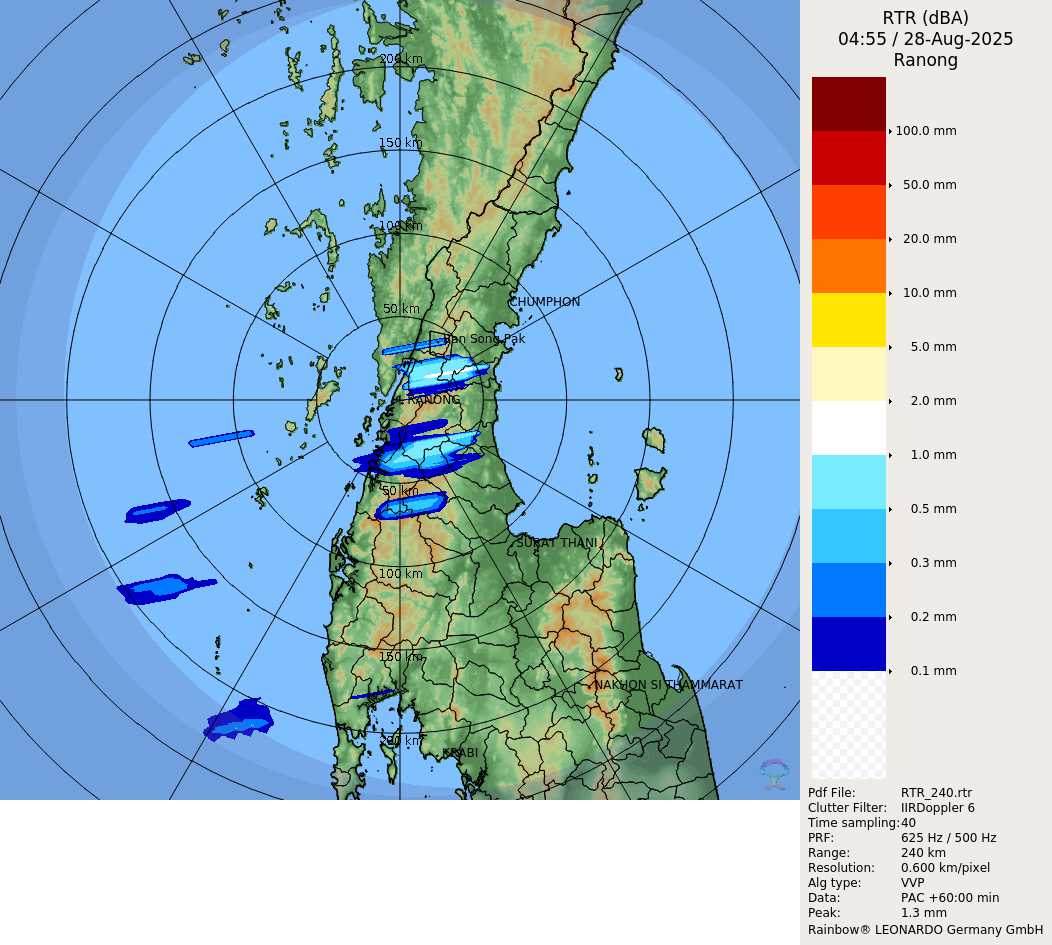 RTR (dBA)
04:55 / 28-Aug-2025
Ranong
200 km
150 km
100 km
CHUMPHON
50 km
Ban Song Pak
RANONG
50 km
SURAT THANI
100 km
150 km
NAKHON SI THAMMARAT
200 km
KRABI
100.0 mm
50.0 mm
20.0 mm
10.0 mm
5.0 mm
2.0 mm
1.0 mm
0.5 mm
0.3 mm
0.2 mm
0.1 mm
Pdf File: RTR_240.rtr
Clutter Filter: IIRDoppler 6
Time sampling:40
PRF: 625 Hz / 500 Hz
Range: 240 km
Resolution: 0.600 km/pixel
Alg type: VVP
Data: PAC +60:00 min
Peak: 1.3 mm
Rainbow® LEONARDO Germany GmbH